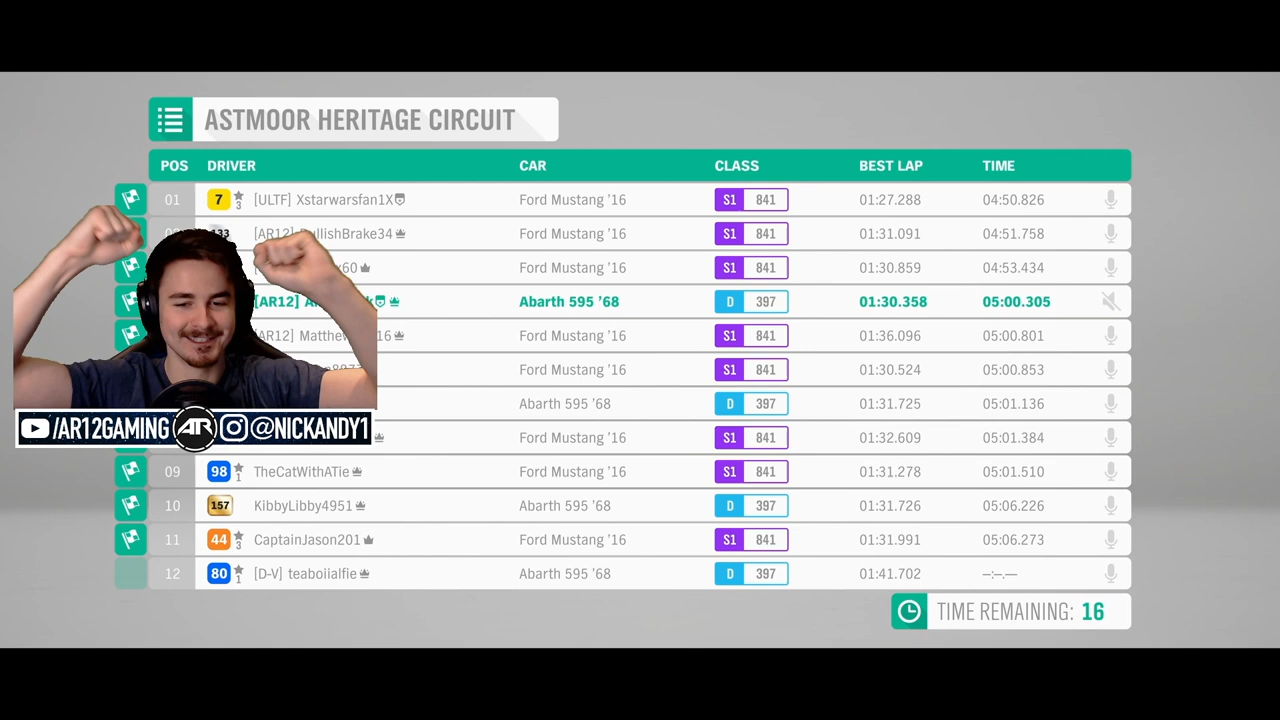 ASTMOOR HERITAGE CIRCUIT
POS DRIVER CAR CLASS BEST LAP TIME
01 7 3 [ULTF] Xstarwarsfan1X Ford Mustang '16 S1 841 01:27.288 04:50.826
[AR12] Ford Mustang '16 S1 841 01:31.091 04:51.758
Ford Mustang '16 S1 841 01:30.859 04:53.434
[AR12] Abarth 595 '68 D 397 01:30.358 05:00.305
Ford Mustang '16 S1 841 01:36.096 05:00.801
Ford Mustang '16 S1 841 01:30.524 05:00.853
Abarth 595 '68 D 397 01:31.725 05:01.136
Ford Mustang '16 S1 841 01:32.609 05:01.384
09 98 1 TheCatWithATie Ford Mustang '16 S1 841 01:31.278 05:01.510
10 157 KibbyLibby4951 Abarth 595 '68 D 397 01:31.726 05:06.226
11 44 3 CaptainJason201 Ford Mustang '16 S1 841 01:31.991 05:06.273
12 80 1 [D-V] teaboiialfie Abarth 595 '68 D 397 01:41.702 --:--.---
/AR12GAMING AR @NICKANDY1
TIME REMAINING: 16